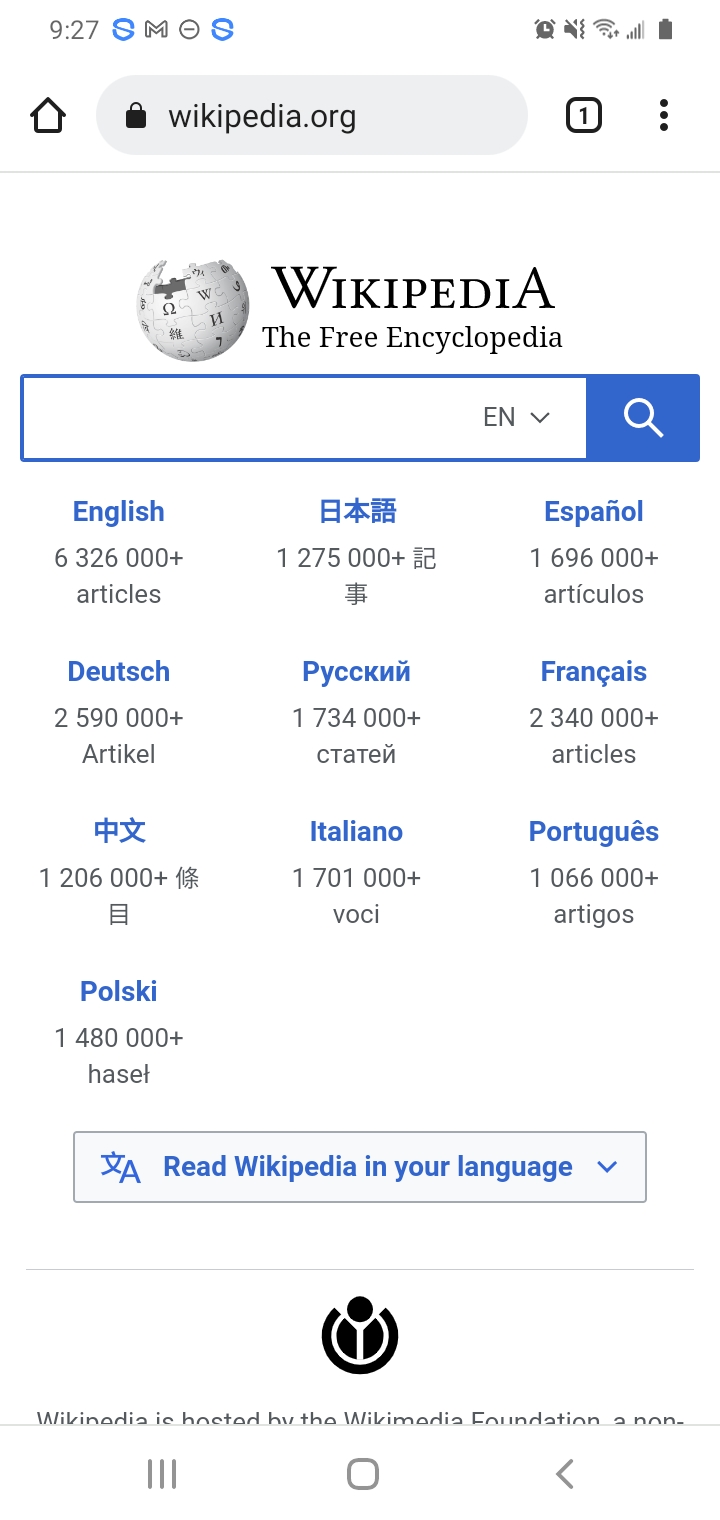 9:27
wikipedia.org
1
WIKIPEDIA
The Free Encyclopedia
EN
English 日本語 Español
6 326 000+ 1 275 000+ 記 1 696 000+
articles 事 artículos
Deutsch Русский Français
2 590 000+ 1 734 000+ 2 340 000+
Artikel статей articles
中文 Italiano Português
1 206 000+ 條 1 701 000+ 1 066 000+
目 voci artigos
Polski
1 480 000+
haseł
Read Wikipedia in your language
Wikipedia is hosted by the Wikimedia Foundation, a non-